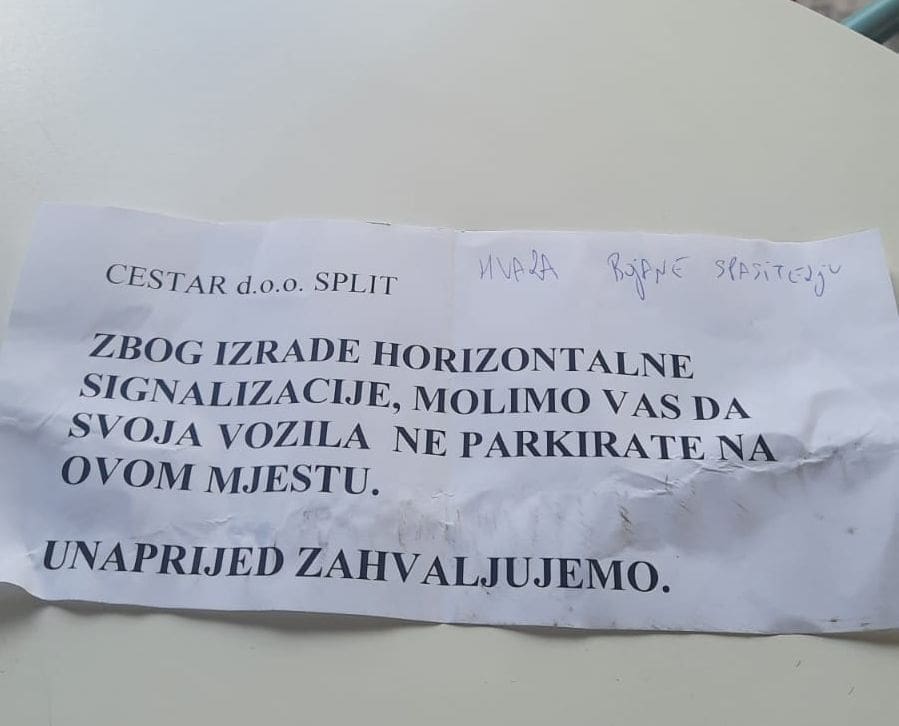 CESTAR d.o.o. SPLIT
HVALA BOJANE SPASITELJU
ZBOG IZRADE HORIZONTALNE
SIGNALIZACIJE, MOLIMO VAS DA
SVOJA VOZILA NE PARKIRATE NA
OVOM MJESTU.
UNAPRIJED ZAHVALJUJEMO.